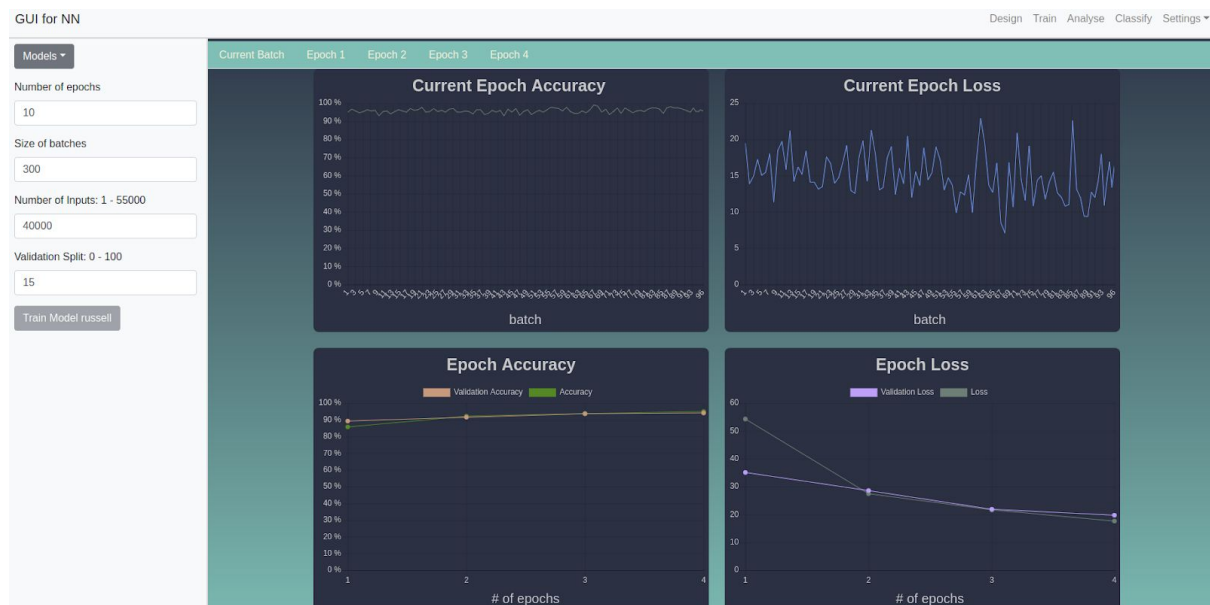 GUI for NN
Design Train Analyse Classify Settings
Models
Number of epochs
10
Size of batches
300
Number of Inputs: 1 - 55000
40000
Validation Split: 0 - 100
15
Train Model russell
Current Batch Epoch 1 Epoch 2 Epoch 3 Epoch 4
Current Epoch Accuracy
100 %
90 %
80 %
70 %
60 %
50 %
40 %
30 %
20 %
10 %
0 %
batch
Current Epoch Loss
25
20
15
10
5
0
batch
Epoch Accuracy
Validation Accuracy Accuracy
100 %
90 %
80 %
70 %
60 %
50 %
40 %
30 %
20 %
10 %
0 %
1 2 3 4
# of epochs
Epoch Loss
Validation Loss Loss
60
50
40
30
20
10
0
1 2 3 4
# of epochs